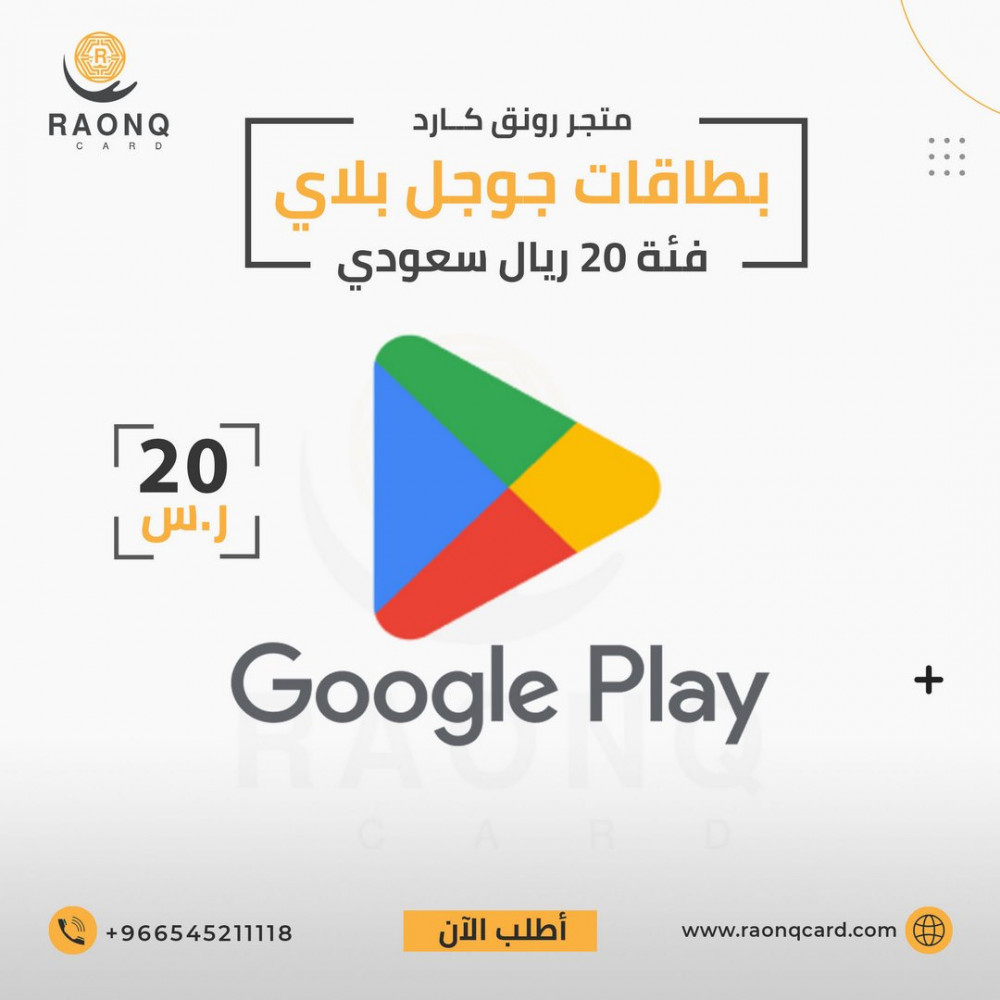 RAONQ
CARD
متجر رونق كــارد
بطاقات جوجل بلاي
فئة 20 ريال سعودي
20
ر.س
Google Play
RAONQ
CARD
+966545211118
أطلب الآن
www.raonqcard.com